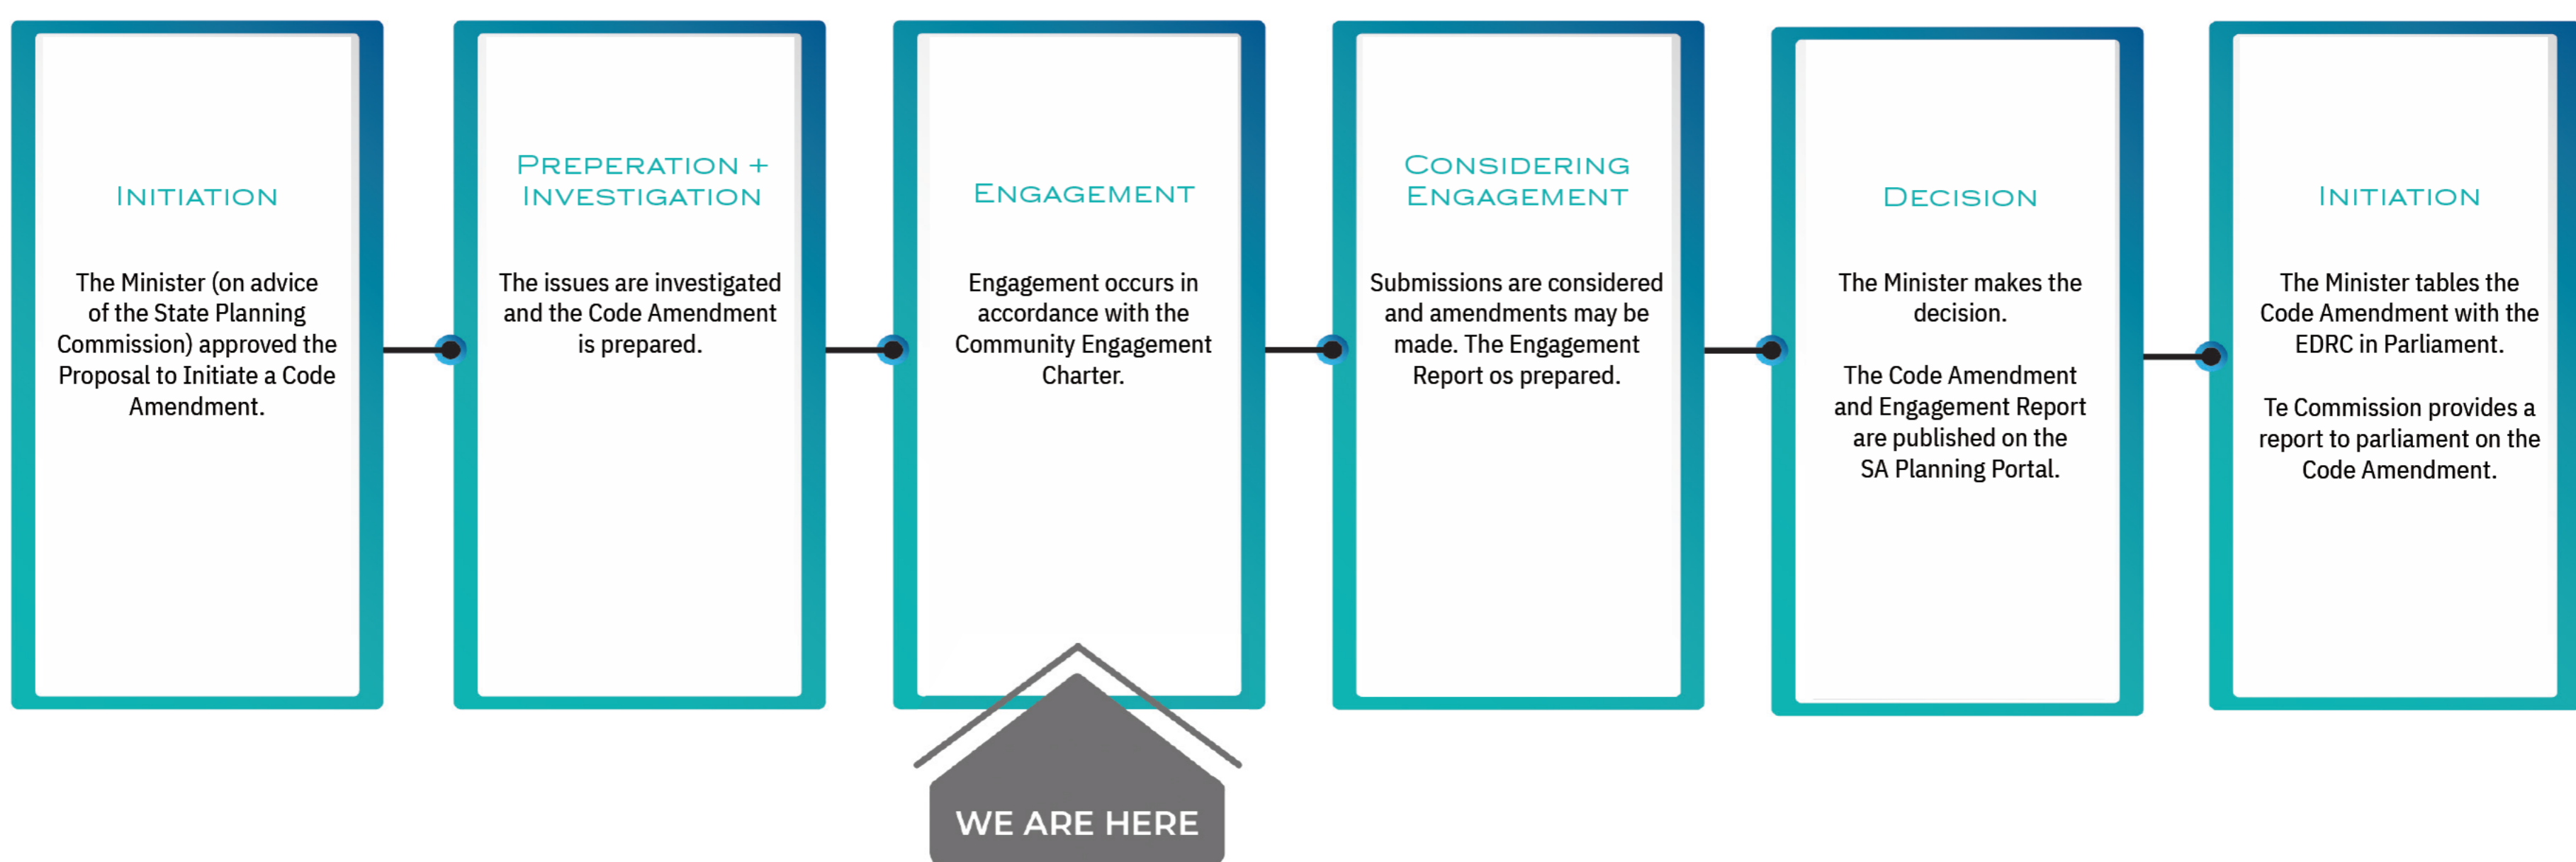 INITIATION
The Minister (on advice
of the State Planning
Commission) approved the
Proposal to Initiate a Code
Amendment.
PREPERATION +
INVESTIGATION
The issues are investigated
and the Code Amendment
is prepared.
ENGAGEMENT
Engagement occurs in
accordance with the
Community Engagement
Charter.
CONSIDERING
ENGAGEMENT
Submissions are considered
and amendments may be
made. The Engagement
Report os prepared.
DECISION
The Minister makes the
decision.
The Code Amendment
and Engagement Report
are published on the
SA Planning Portal.
INITIATION
The Minister tables the
Code Amendment with the
EDRC in Parliament.
Te Commission provides a
report to parliament on the
Code Amendment.
WE ARE HERE